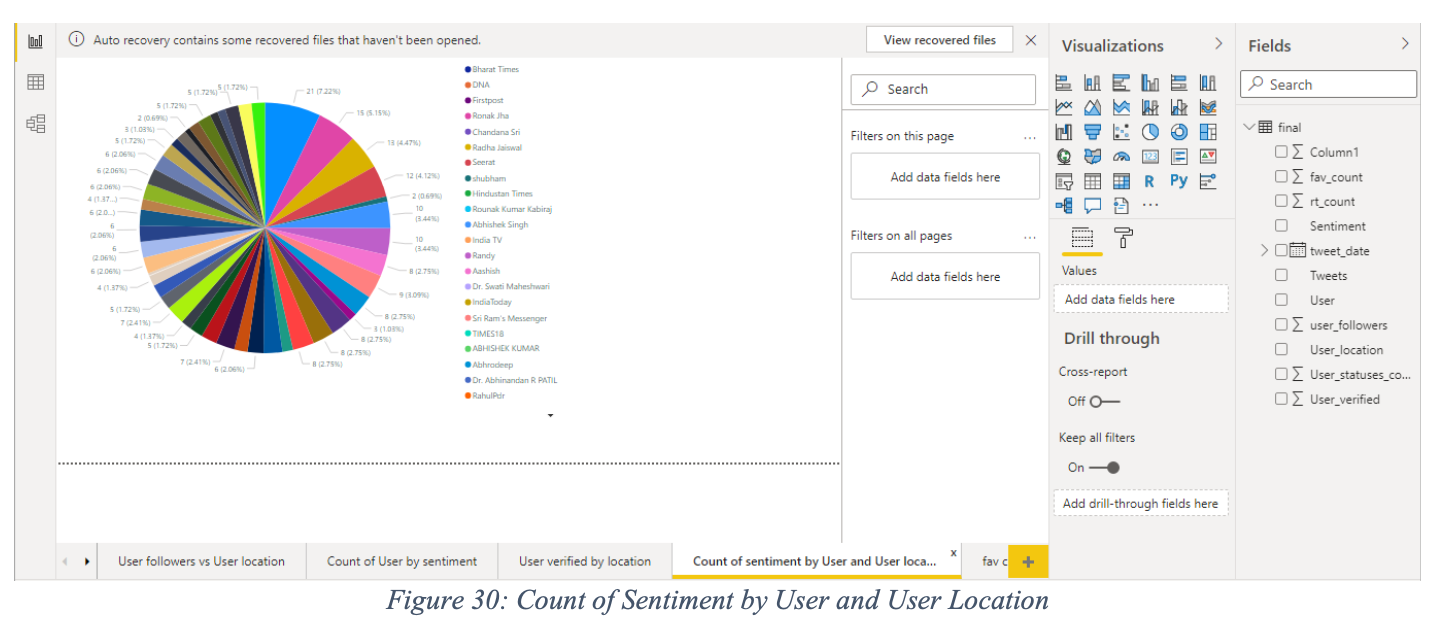 Auto recovery contains some recovered files that haven't been opened.
View recovered files
5 (1.72%)
5 (1.72%)
5 (1.72%)
2 (0.69%)
3 (1.03%)
5 (1.72%)
6 (2.06%)
6 (2.06%)
6 (2.06%)
4 (1.37...)
6 (2.0...)
6
(2.06%)
6
(2.06%)
6 (2.06%)
4 (1.37%)
5 (1.72%)
7 (2.41%)
4 (1.37%)
5 (1.72%)
7 (2.41%)
6 (2.06%)
21 (7.22%)
15 (5.15%)
13 (4.47%)
12 (4.12%)
2 (0.69%)
10
(3.44%)
10
(3.44%)
8 (2.75%)
9 (3.09%)
8 (2.75%)
3 (1.03%)
8 (2.75%)
8 (2.75%)
8 (2.75%)
Bharat Times
DNA
Firstpost
Ronak Jha
Chandana Sri
Radha Jaiswal
Seerat
shubham
Hindustan Times
Rounak Kumar Kabiraj
Abhishek Singh
India TV
Randy
Aashish
Dr. Swati Maheshwari
IndiaToday
Sri Ram's Messenger
TIMES18
ABHISHEK KUMAR
Abhrodeep
Dr. Abhinandan R PATIL
RahulPdr
Search
Filters on this page ...
Add data fields here
Filters on all pages ...
Add data fields here
Visualizations
123
R
Py
...
Values
Add data fields here
Drill through
Cross-report
Off
Keep all filters
On
Add drill-through fields here
Fields
Search
final
Column1
fav_count
rt_count
Sentiment
tweet_date
Tweets
User
user_followers
User_location
User_statuses_co...
User_verified
User followers vs User location
Count of User by sentiment
User verified by location
Count of sentiment by User and User loca...
x
fav c
+
Figure 30: Count of Sentiment by User and User Location